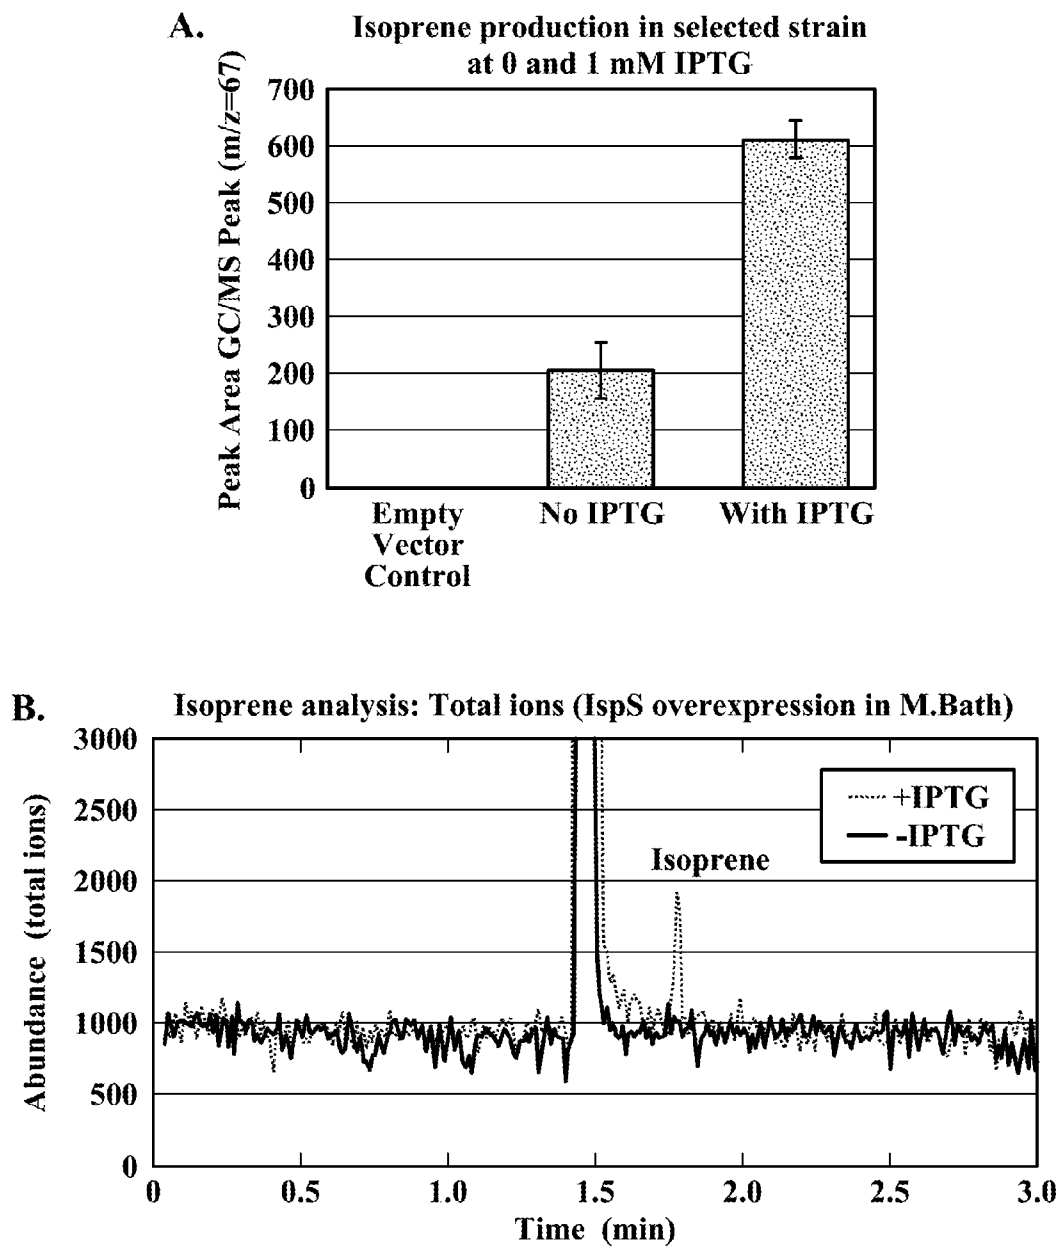 A.
Isoprene production in selected strain
at 0 and 1 mM IPTG
Peak Area GC/MS Peak (m/z=67)
700
600
500
400
300
200
100
0
Empty
Vector
Control
No IPTG
With IPTG
B.
Isoprene analysis: Total ions (IspS overexpression in M.Bath)
Abundance (total ions)
3000
2500
2000
1500
1000
500
0
+IPTG
-IPTG
Isoprene
0 0.5 1.0 1.5 2.0 2.5 3.0
Time (min)